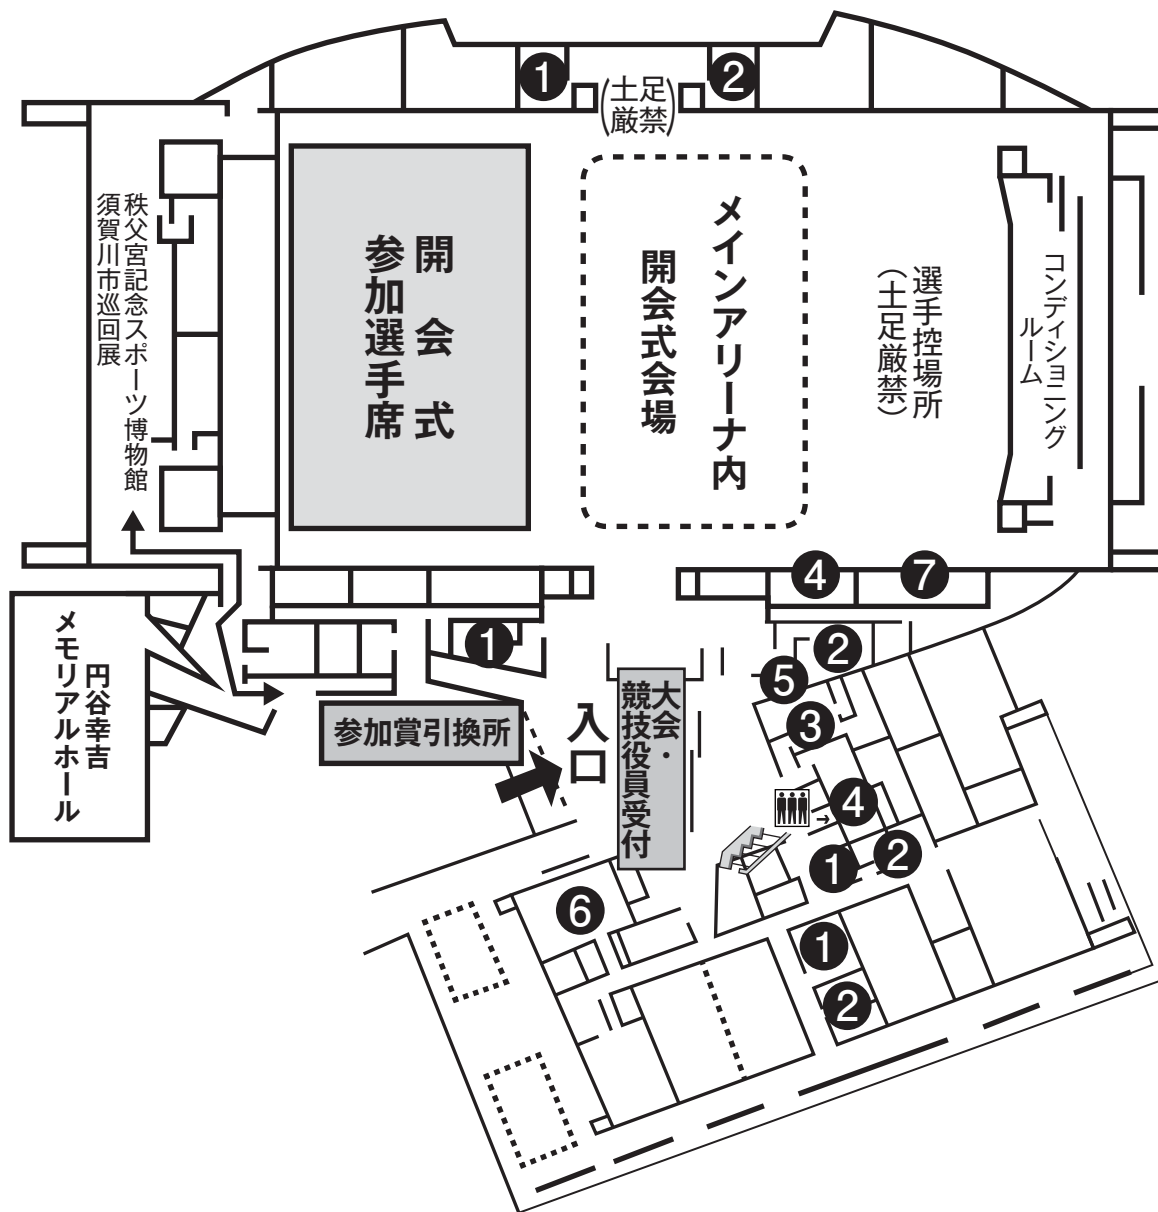 ❶
❷
（土足
厳禁）
秩父宮記念スポーツ博物館
須賀川市巡回展
開会式
参加選手席
メインアリーナ内
開会式会場
選手控場所
（土足厳禁）
コンディショニング
ルーム
❹
❼
円谷幸吉
メモリアルホール
❶
参加賞引換所
入口
大会・
競技役員受付
❷
❺
❸
→
❹
❶
❷
❻
❶
❷